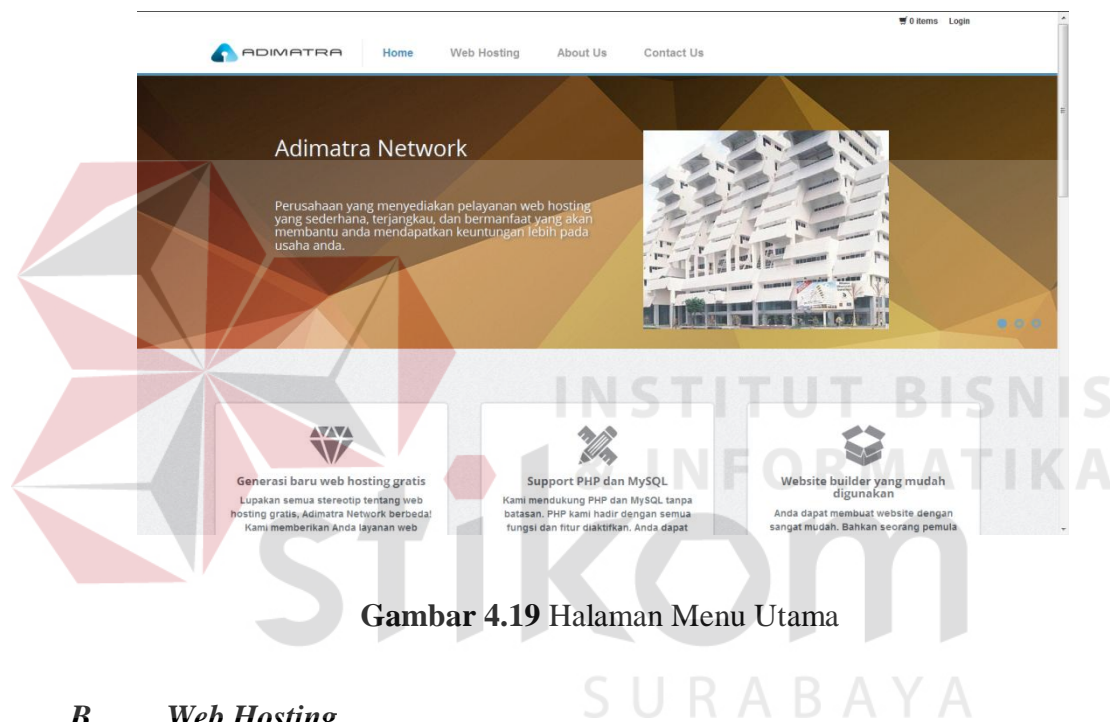 0 items Login
ADIMATRA Home Web Hosting About Us Contact Us
Adimatra Network
Perusahaan yang menyediakan pelayanan web hosting
yang sederhana, terjangkau, dan bermanfaat yang akan
membantu anda mendapatkan keuntungan lebih pada
usaha anda.
INSTITUT BISNIS
& INFORMATIKA
Generasi baru web hosting gratis
Lupakan semua stereotip tentang web
hosting gratis, Adimatra Network berbeda!
Kami memberikan Anda layanan web
Support PHP dan MySQL
Kami mendukung PHP dan MySQL tanpa
batasan. PHP kami hadir dengan semua
fungsi dan fitur diaktifkan. Anda dapat
Website builder yang mudah
digunakan
Anda dapat membuat website dengan
sangat mudah. Bahkan seorang pemula
stikom
Gambar 4.19 Halaman Menu Utama
SURABAYA
B. Web Hosting